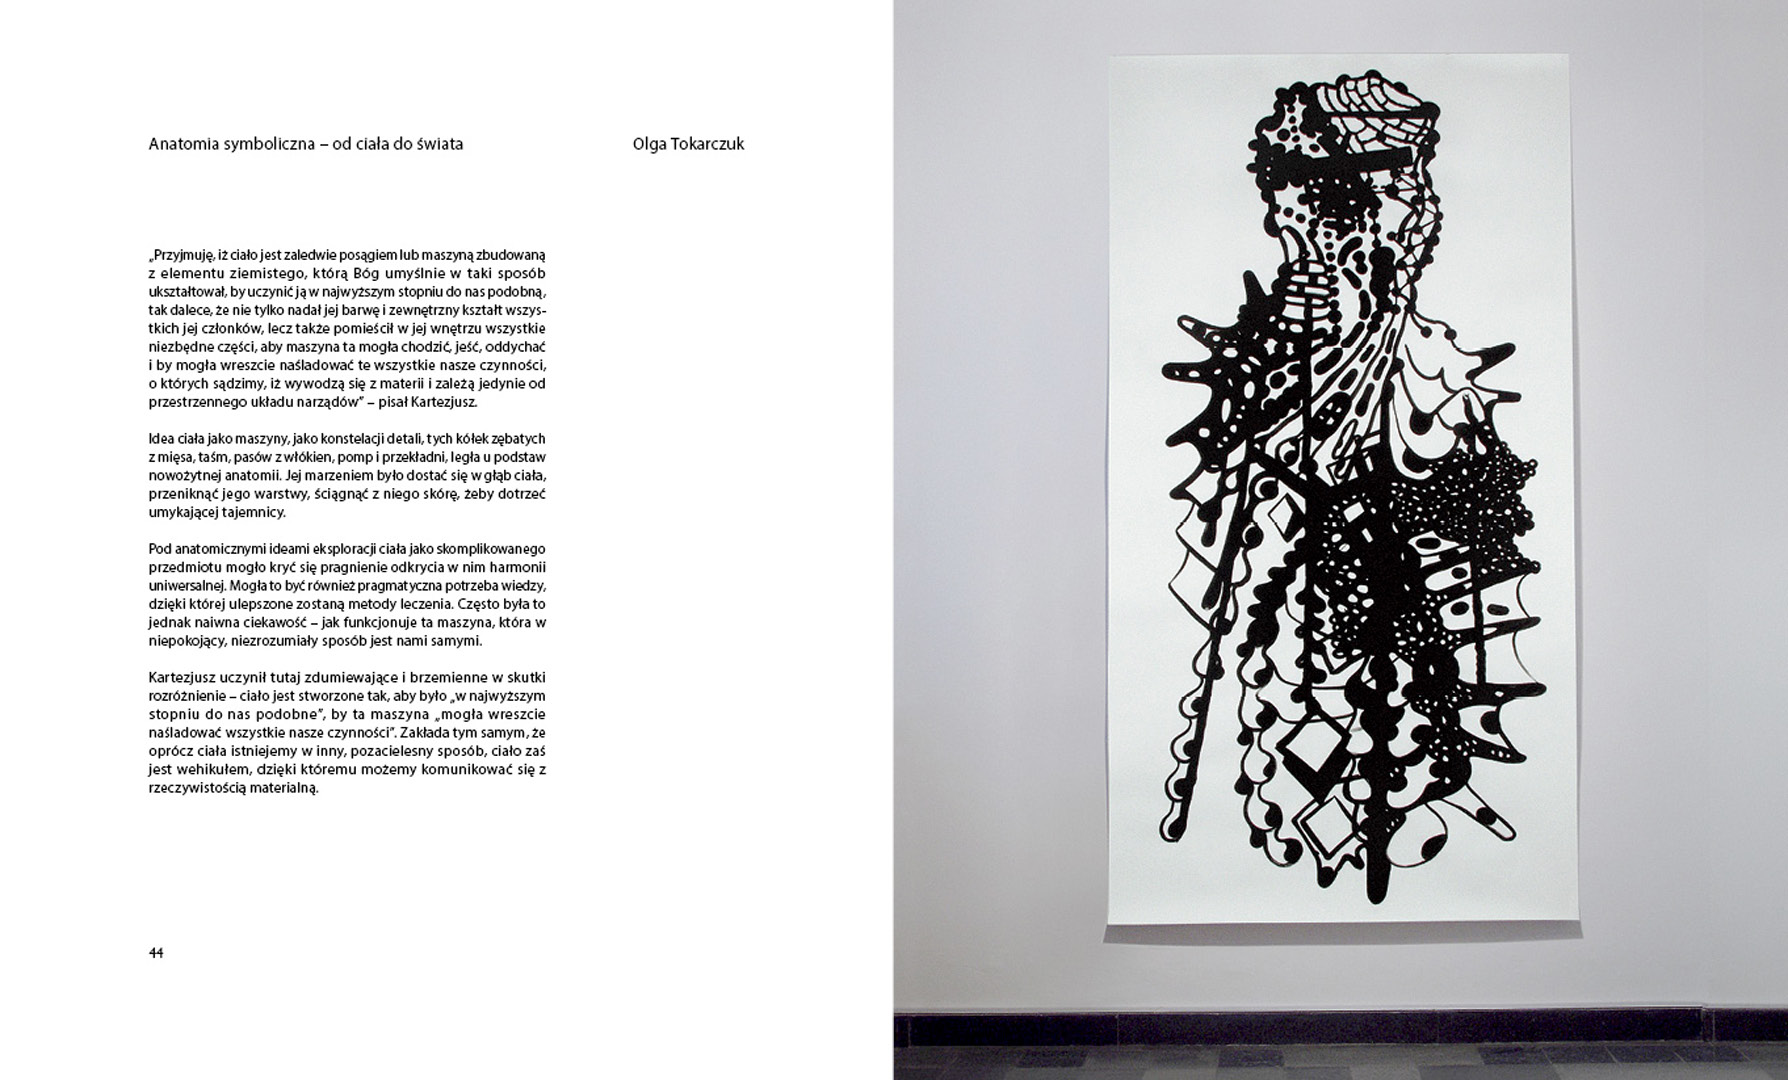 Anatomia symboliczna – od ciała do świata
Olga Tokarczuk
„Przyjmuję, iż ciało jest zaledwie posągiem lub maszyną zbudowaną
z elementu ziemistego, którą Bóg umyślnie w taki sposób
ukształtował, by uczynić ją w najwyższym stopniu do nas podobną,
tak dalece, że nie tylko nadał jej barwę i zewnętrzny kształt wszys-
tkich jej członków, lecz także pomieścił w jej wnętrzu wszystkie
niezbędne części, aby maszyna ta mogła chodzić, jeść, oddychać
i by mogła wreszcie naśladować te wszystkie nasze czynności,
o których sądzimy, iż wywodzą się z materii i zależą jedynie od
przestrzennego układu narządów” – pisał Kartezjusz.
Idea ciała jako maszyny, jako konstelacji detali, tych kółek zębatych
z mięsa, taśm, pasów z włókien, pomp i przekładni, legła u podstaw
nowożytnej anatomii. Jej marzeniem było dostać się w głąb ciała,
przeniknąć jego warstwy, ściągnąć z niego skórę, żeby dotrzeć
umykającej tajemnicy.
Pod anatomicznymi ideami eksploracji ciała jako skomplikowanego
przedmiotu mogło kryć się pragnienie odkrycia w nim harmonii
uniwersalnej. Mogła to być również pragmatyczna potrzeba wiedzy,
dzięki której ulepszone zostaną metody leczenia. Często była to
jednak naiwna ciekawość – jak funkcjonuje ta maszyna, która w
niepokojący, niezrozumiały sposób jest nami samymi.
Kartezjusz uczynił tutaj zdumiewające i brzemienne w skutki
rozróżnienie – ciało jest stworzone tak, aby było „w najwyższym
stopniu do nas podobne”, by ta maszyna „mogła wreszcie
naśladować wszystkie nasze czynności”. Zakłada tym samym, że
oprócz ciała istniejemy w inny, pozacielesny sposób, ciało zaś
jest wehikułem, dzięki któremu możemy komunikować się z
rzeczywistością materialną.
44